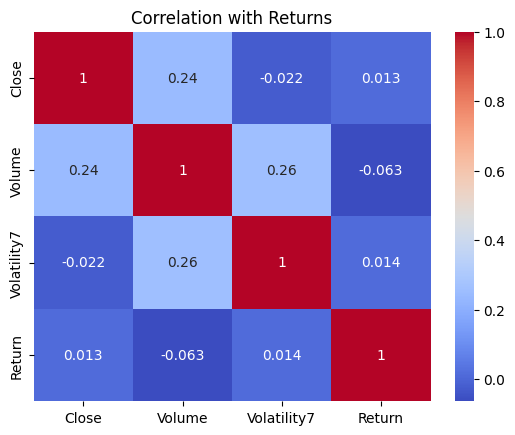 Correlation with Returns
Close 1 0.24 -0.022 0.013
Volume 0.24 1 0.26 -0.063
Volatility7 -0.022 0.26 1 0.014
Return 0.013 -0.063 0.014 1
Close Volume Volatility7 Return
1.0
0.8
0.6
0.4
0.2
0.0